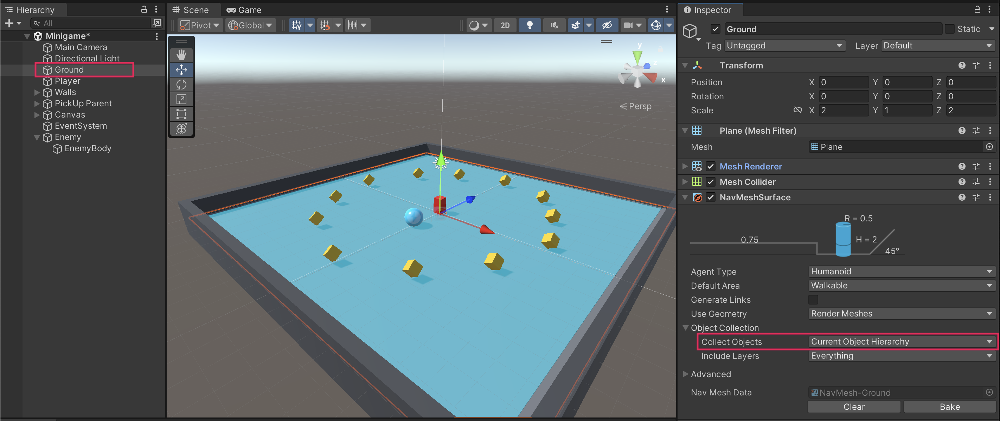 Hierarchy
All
Minigame*
Main Camera
Directional Light
Ground
Player
Walls
PickUp Parent
Canvas
EventSystem
Enemy
EnemyBody
Scene Game
Pivot Global 2D
y
z
x
Persp
Inspector
Ground Static
Tag Untagged Layer Default
Transform
Position X 0 Y 0 Z 0
Rotation X 0 Y 0 Z 0
Scale X 2 Y 1 Z 2
Plane (Mesh Filter)
Mesh Plane
Mesh Renderer
Mesh Collider
NavMeshSurface
R = 0.5
0.75 H = 2
45°
Agent Type Humanoid
Default Area Walkable
Generate Links
Use Geometry Render Meshes
Object Collection
Collect Objects Current Object Hierarchy
Include Layers Everything
Advanced
Nav Mesh Data NavMesh-Ground
Clear Bake